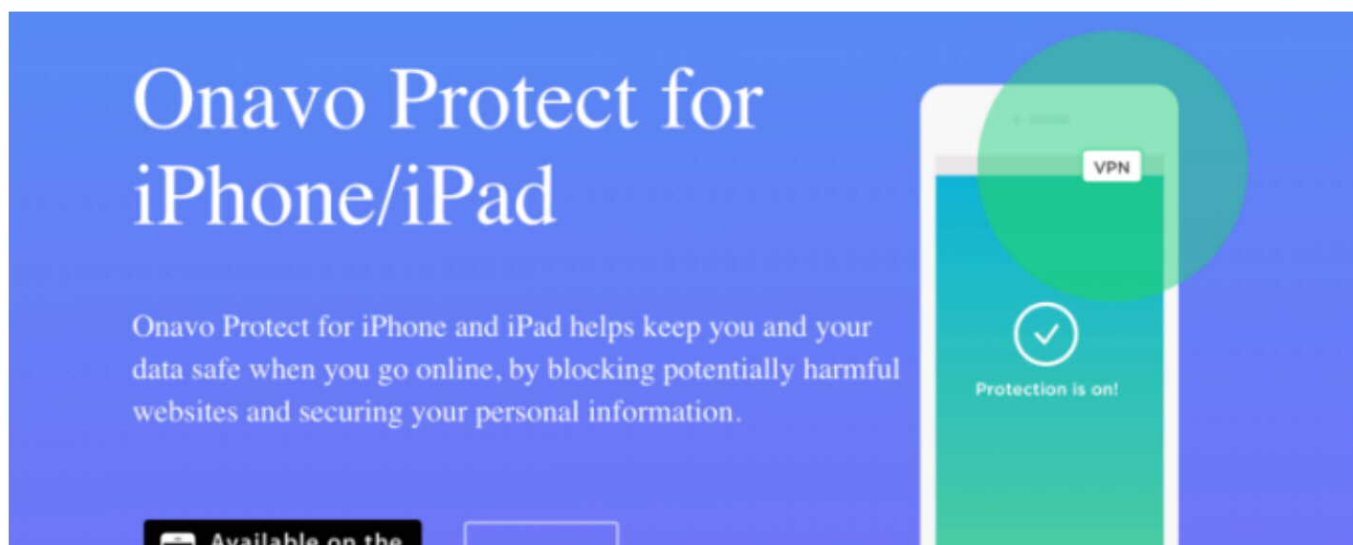 Onavo Protect for
iPhone/iPad
Onavo Protect for iPhone and iPad helps keep you and your
data safe when you go online, by blocking potentially harmful
websites and securing your personal information.
Available on the
VPN
Protection is on!